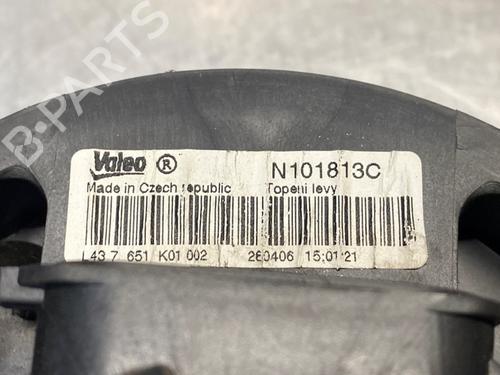 Valeo ® N101813C
Made in Czech republic Topeni levy
L43 7 651 K01 002 260406 15:01:21
B-PARTS